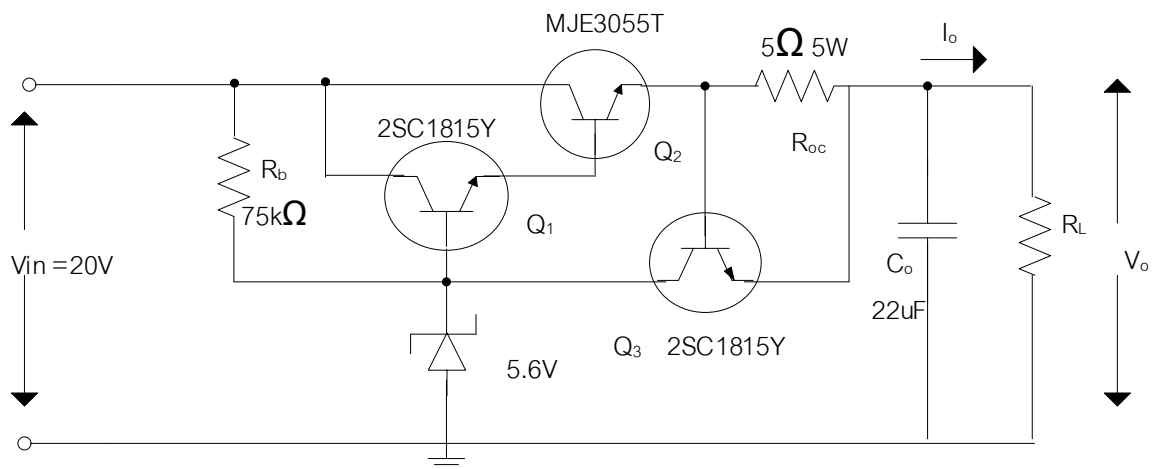 MJE3055T
5Ω 5W
Io
2SC1815Y
Q2
Roc
Rb
75kΩ
Q1
RL
Vin =20V
Co
Vo
22uF
Q3
2SC1815Y
5.6V